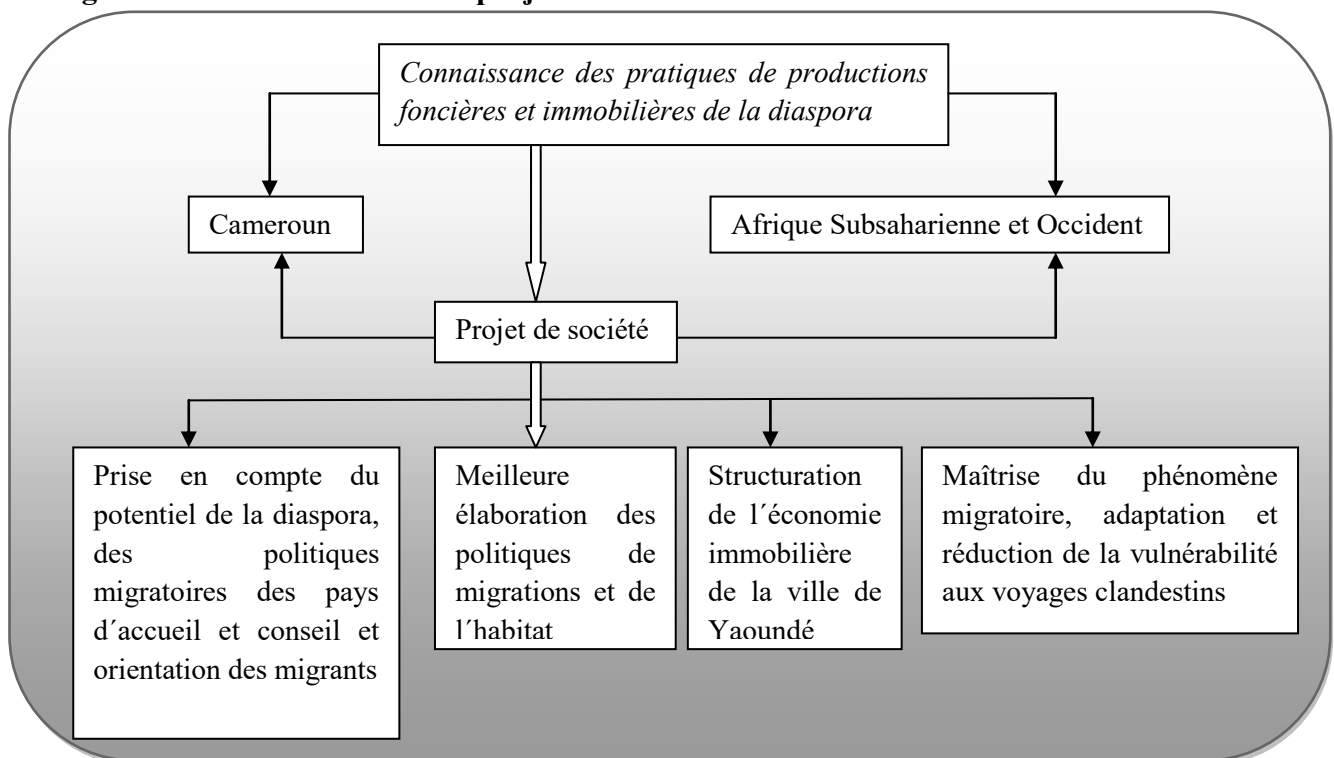 Connaissance des pratiques de productions
foncières et immobilières de la diaspora
Cameroun
Afrique Subsaharienne et Occident
Projet de société
Prise en compte du
potentiel de la diaspora,
des politiques
migratoires des pays
d´accueil et conseil et
orientation des migrants
Meilleure
élaboration des
politiques de
migrations et de
l´habitat
Structuration
de l´économie
immobilière
de la ville de
Yaoundé
Maîtrise du phénomène
migratoire, adaptation et
réduction de la vulnérabilité
aux voyages clandestins